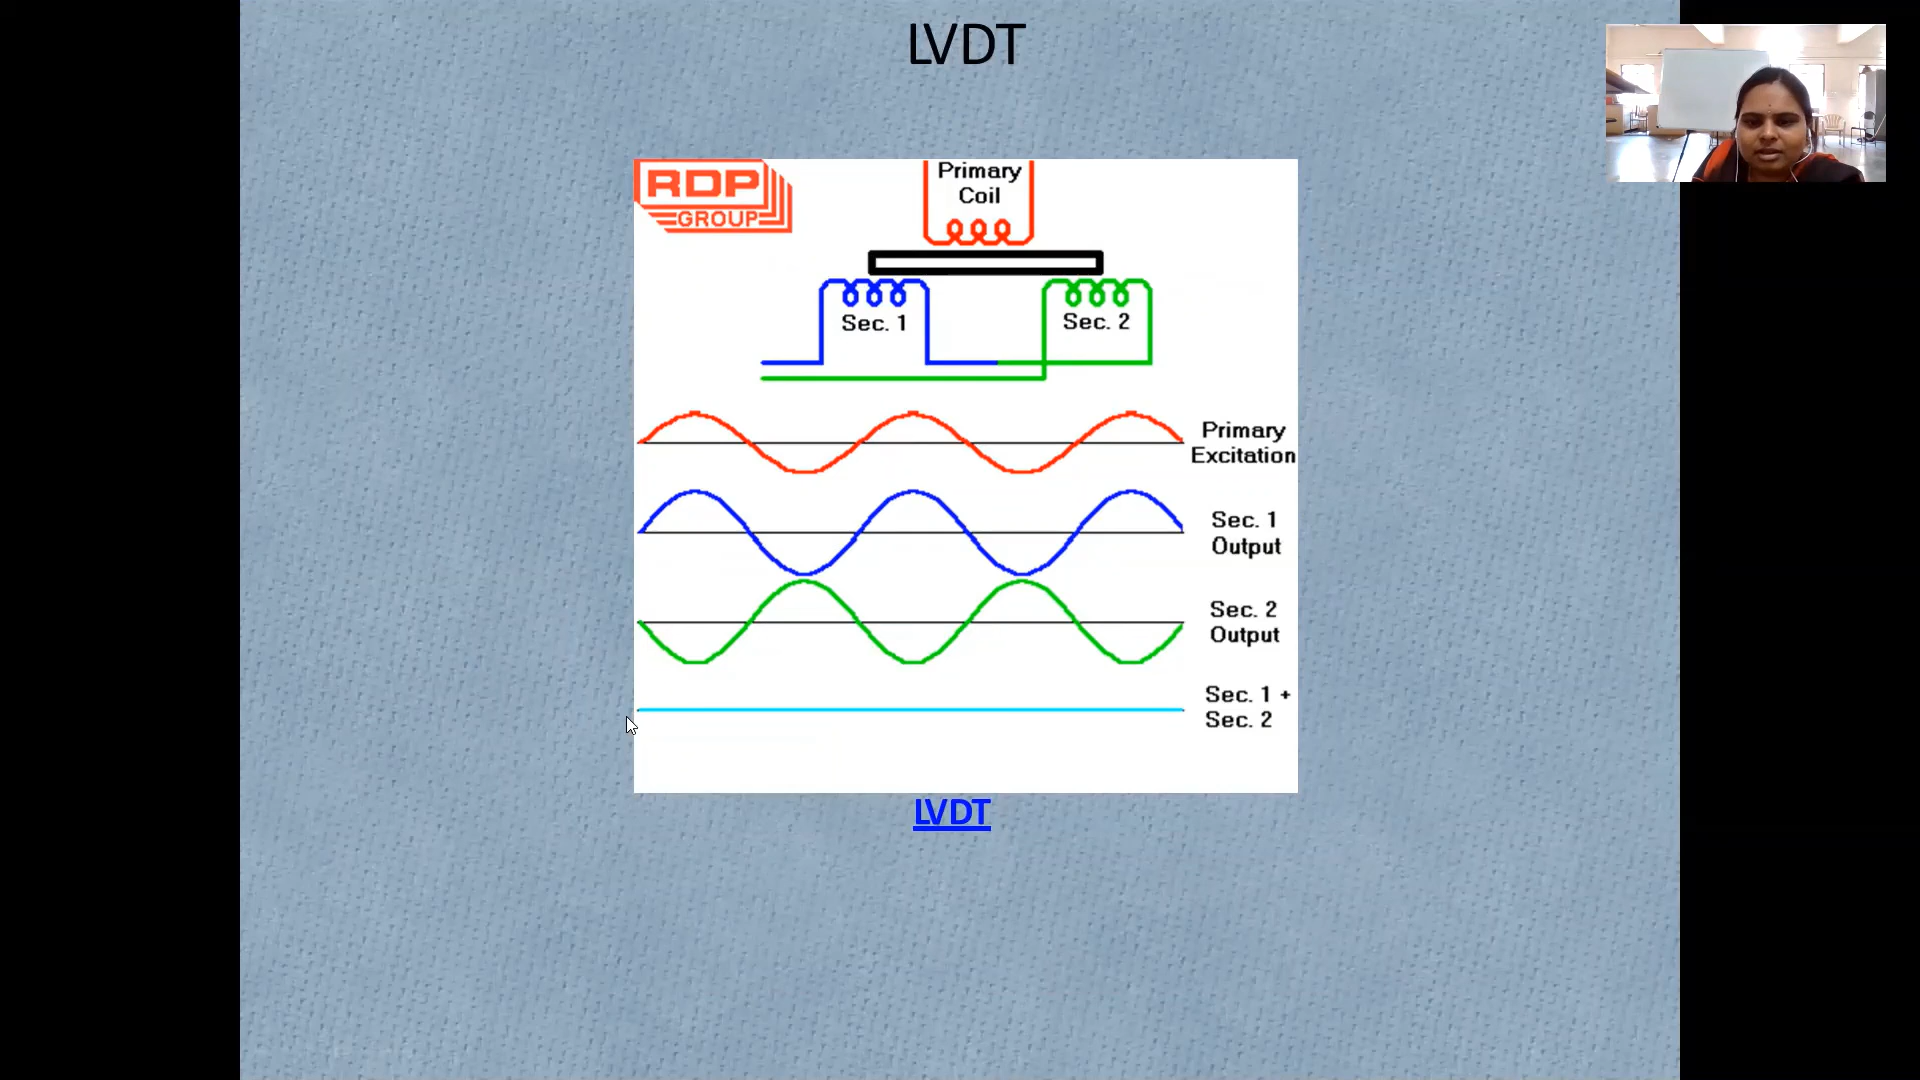 LVDT
RDP
GROUP
Primary
Coil
Sec. 1
Sec. 2
Primary
Excitation
Sec. 1
Output
Sec. 2
Output
Sec. 1 +
Sec. 2
LVDT